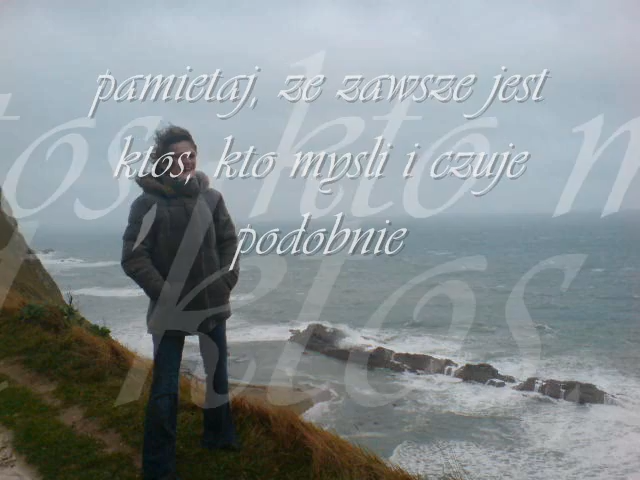 pamietaj, ze zawsze jest
ktos, kto mysli i czuje
podobnie